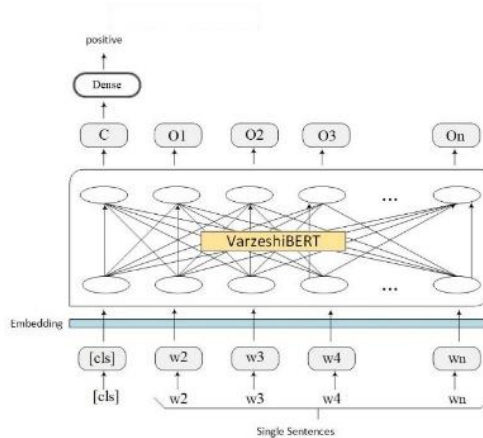 positive
Dense
C O1 O2 O3 On
...
VarzeshiBERT
...
Embedding
[cls] w2 w3 w4 wn
[cls] w2 w3 w4 wn
Single Sentences